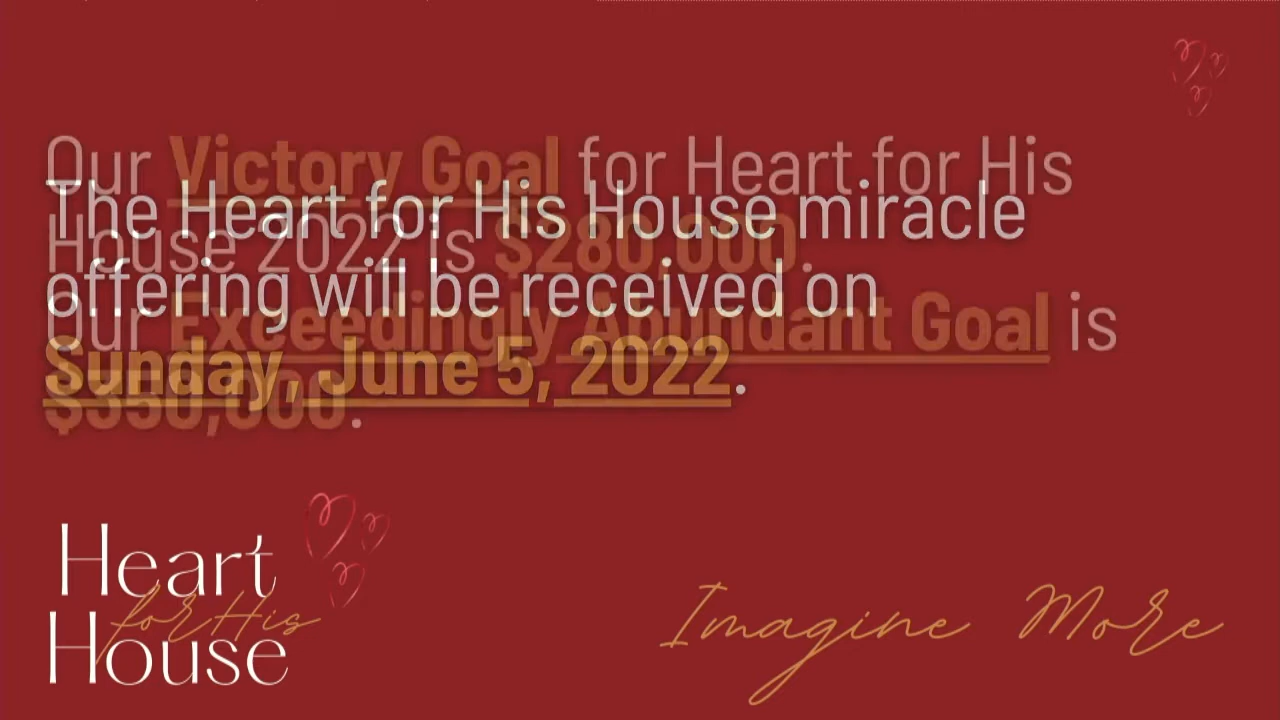 Our Victory Goal for Heart for His
House 2022 is $280,000.
Our Exceedingly Abundant Goal is
$350,000.
The Heart for His House miracle
offering will be received on
Sunday, June 5, 2022.
Heart
for His
House
Imagine More